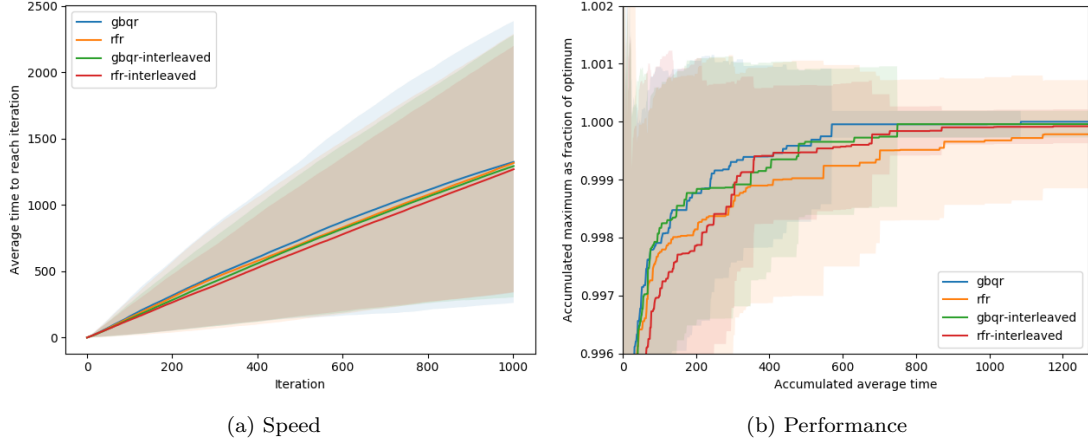 2500
2000
1500
1000
500
0
0
200
400
600
800
1000
Iteration
Average time to reach iteration
gbqr
rfr
gbqr-interleaved
rfr-interleaved
(a) Speed
1.002
1.001
1.000
0.999
0.998
0.997
0.996
0
200
400
600
800
1000
1200
Accumulated average time
Accumulated maximum as fraction of optimum
gbqr
rfr
gbqr-interleaved
rfr-interleaved
(b) Performance